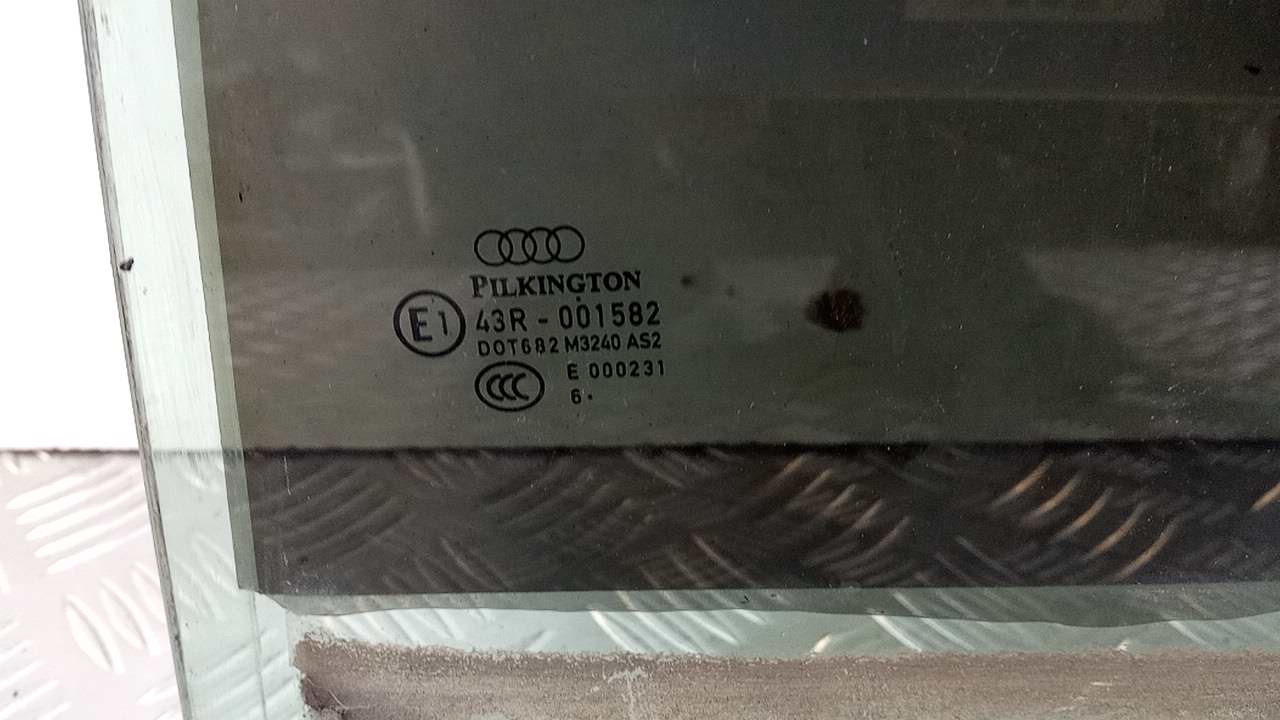 PILKINGTON
E1 43R - 001582
DOT682 M3240 AS2
CCC E 000231
6.